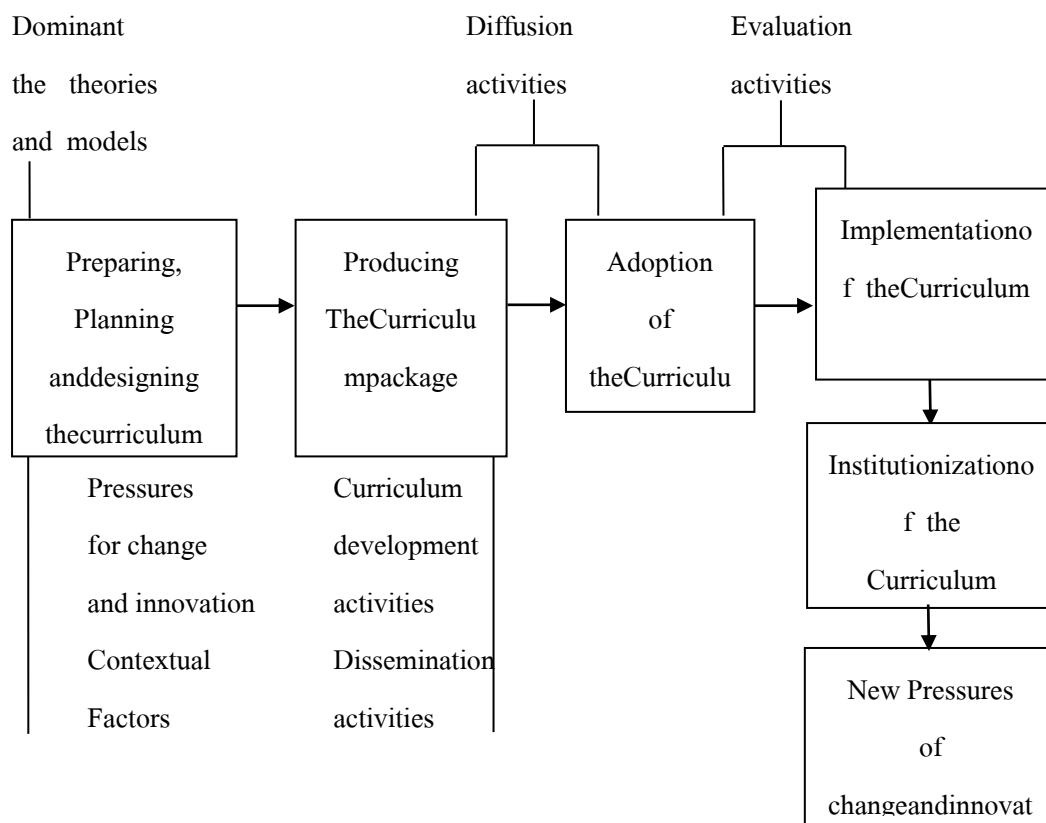 Dominant
the theories
and models
Diffusion
activities
Evaluation
activities
Preparing,
Planning
anddesigning
thecurriculum
Producing
TheCurriculu
mpackage
Adoption
of
theCurriculu
Implementationo
f theCurriculum
Pressures
for change
and innovation
Contextual
Factors
Curriculum
development
activities
Dissemination
activities
Institutionizationo
f the
Curriculum
New Pressures
of
changeandinnovat